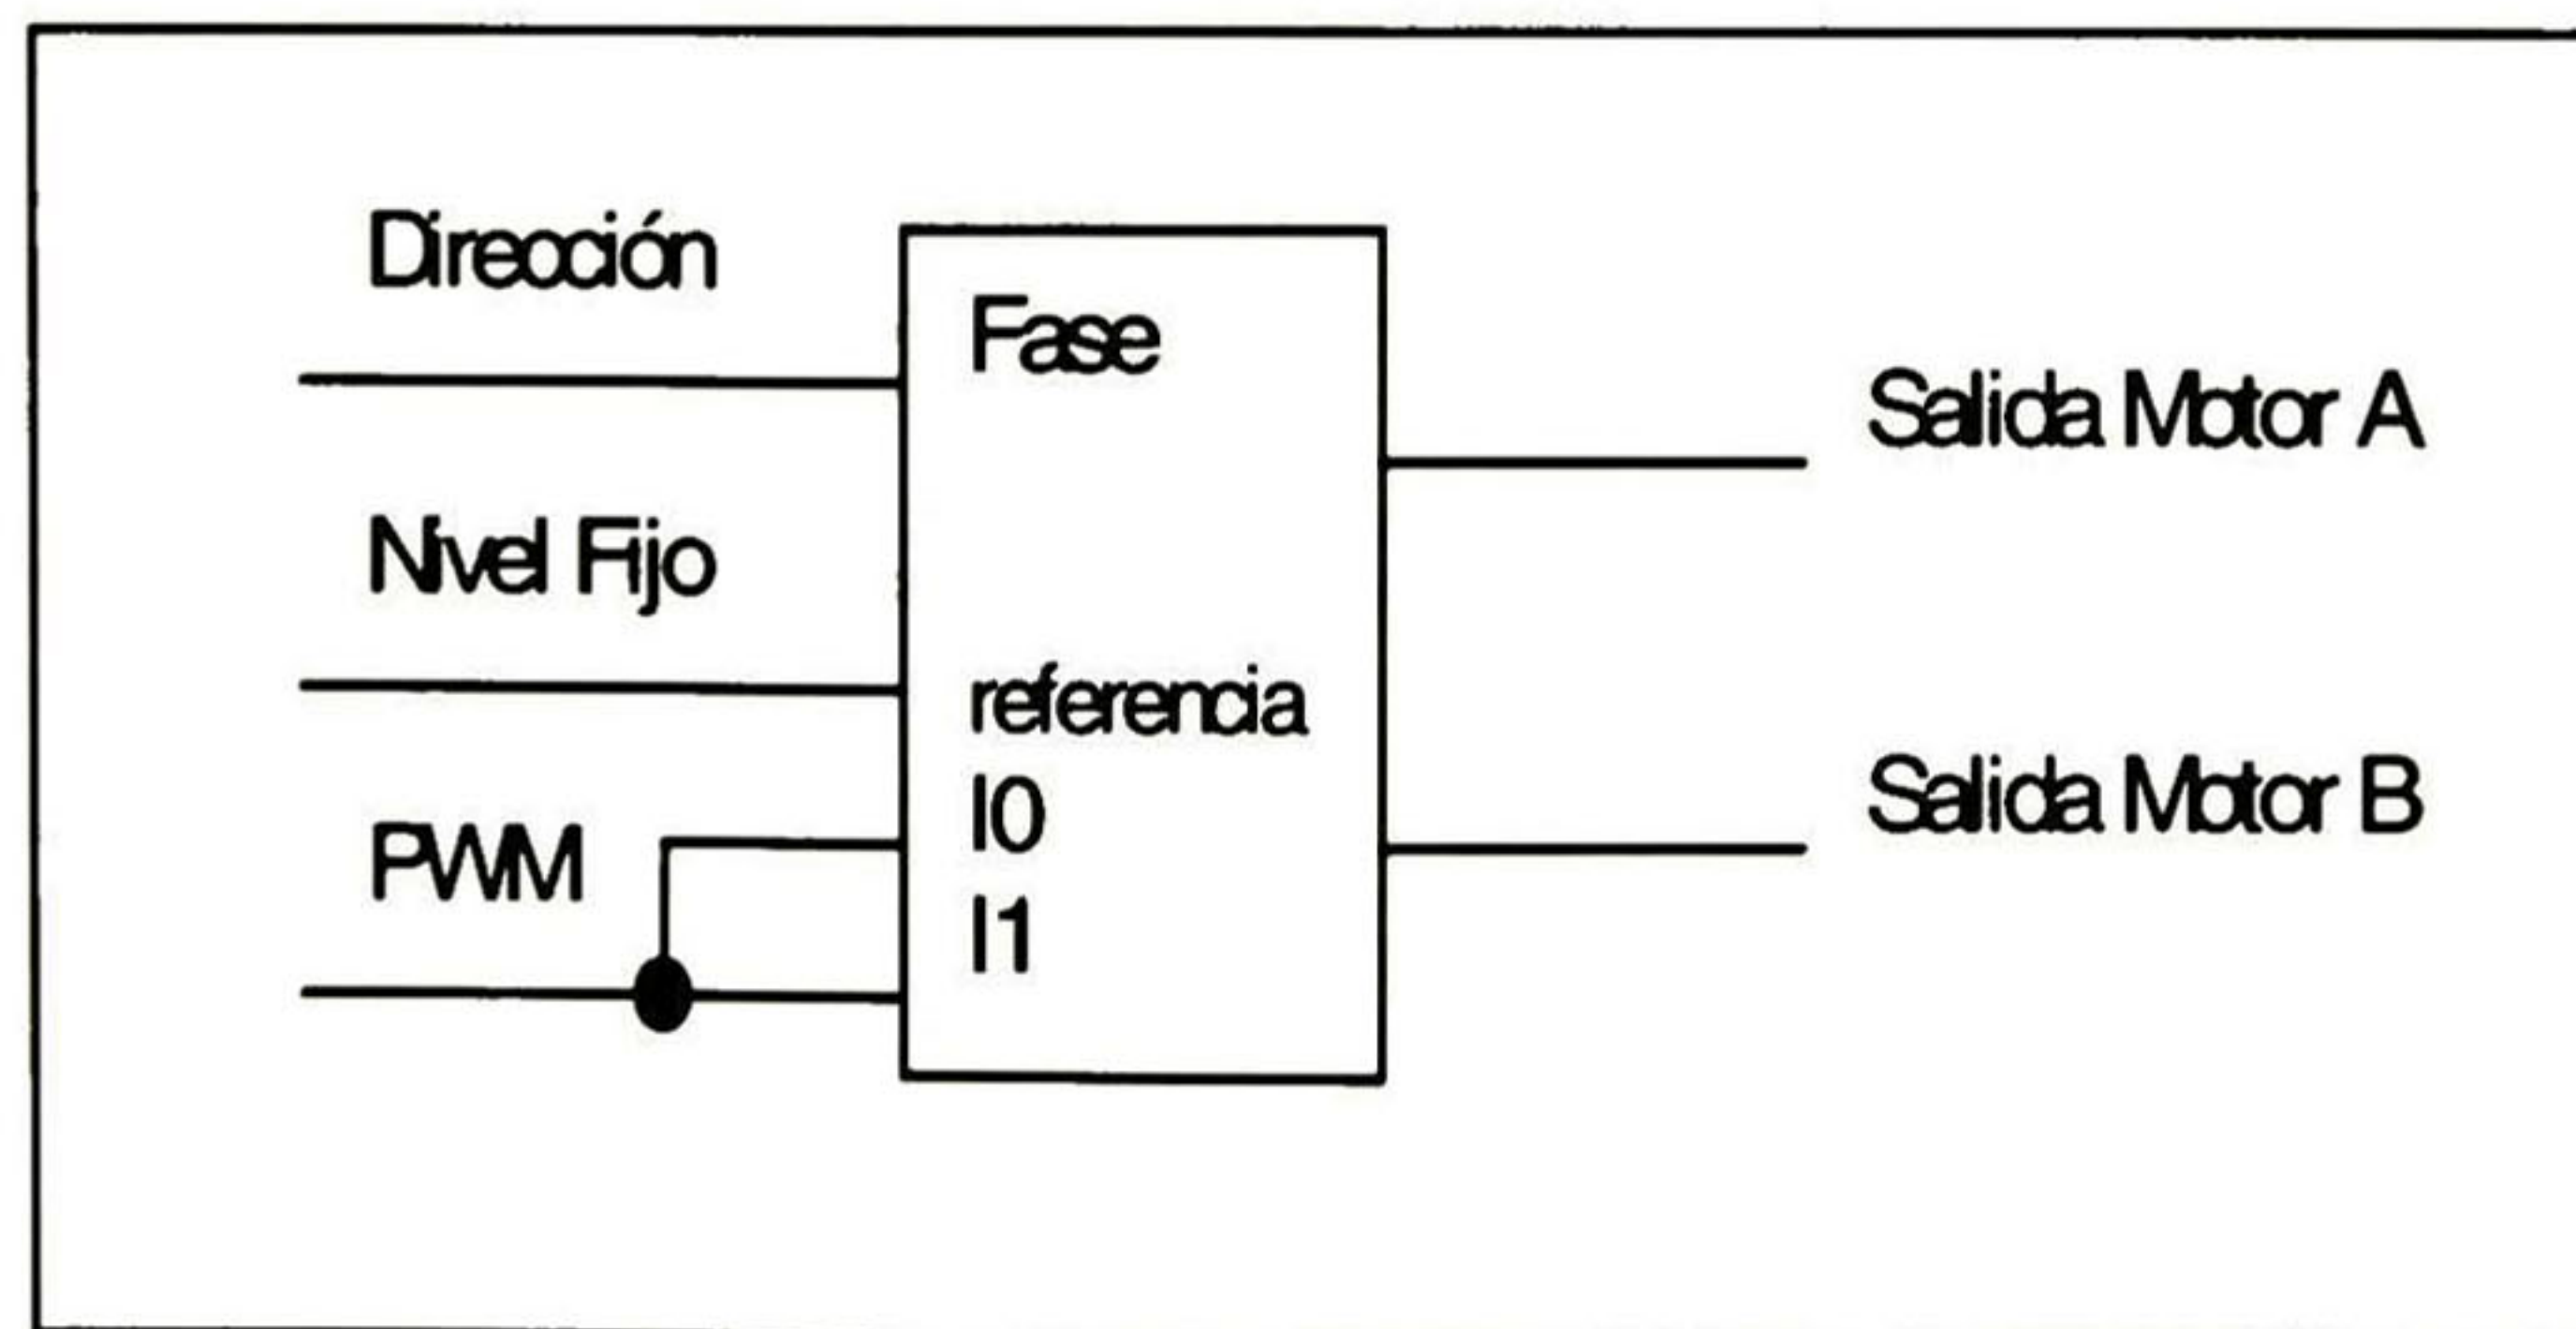 Dirección
Fase
Salida Motor A
Nivel Fijo
referencia
I0
PWM
Salida Motor B
I1